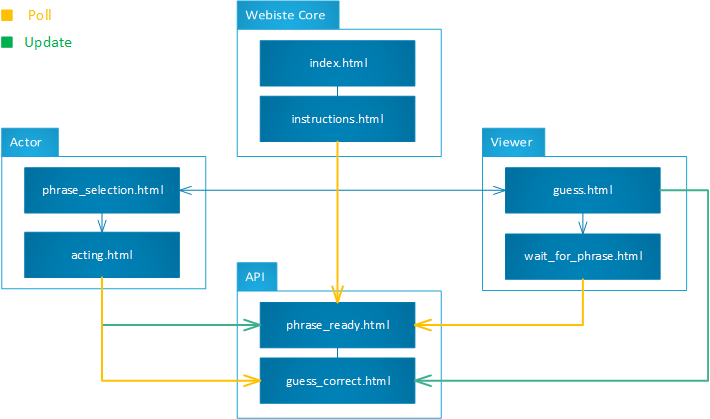 Poll
Update
Webiste Core
index.html
instructions.html
Actor
phrase_selection.html
acting.html
Viewer
guess.html
wait_for_phrase.html
API
phrase_ready.html
guess_correct.html